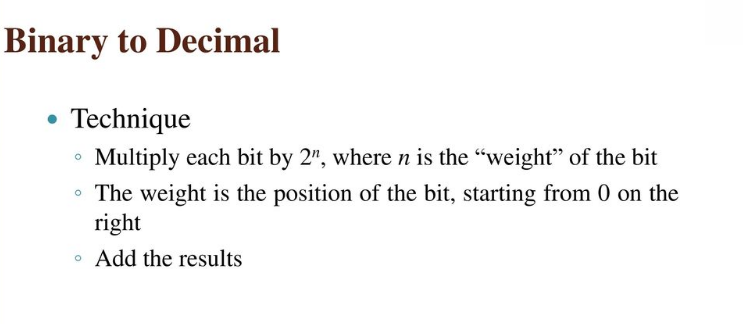 Binary to Decimal
• Technique
◦ Multiply each bit by 2ⁿ, where n is the “weight” of the bit
◦ The weight is the position of the bit, starting from 0 on the
right
◦ Add the results